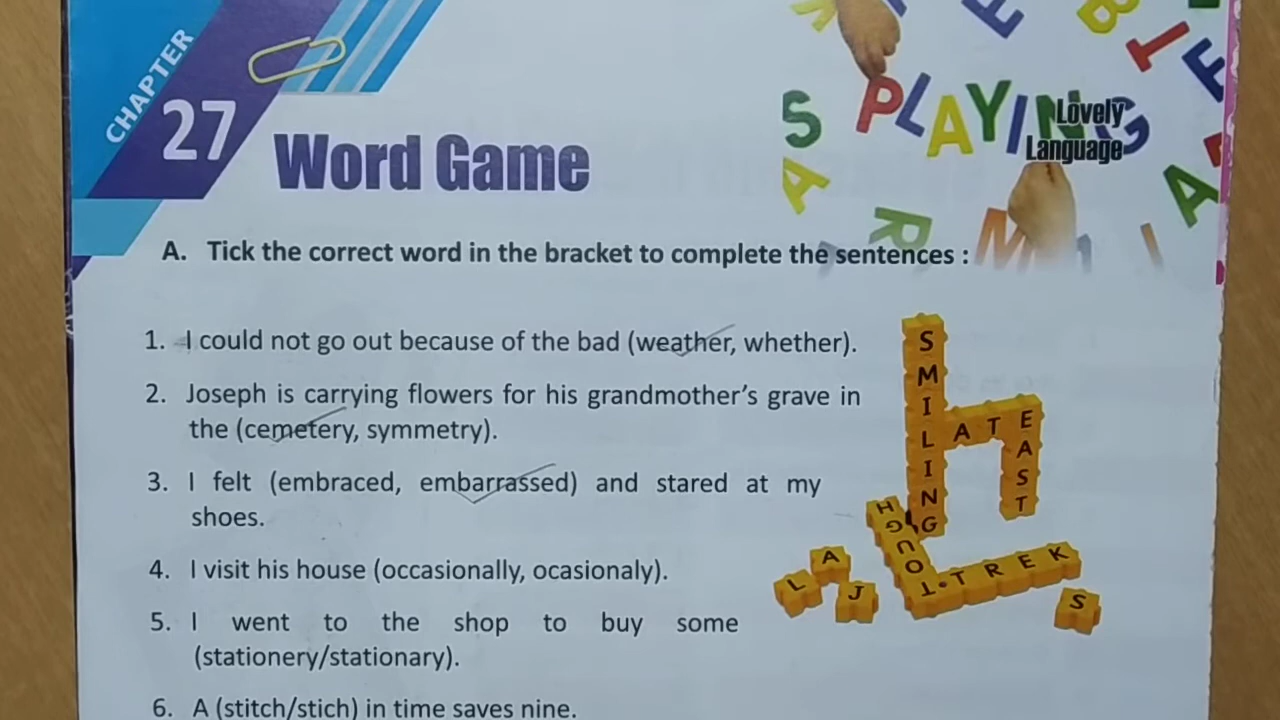 CHAPTER
27
Word Game
PLAYING
Lovely
Language
A. Tick the correct word in the bracket to complete the sentences :
1. I could not go out because of the bad (weather, whether).
2. Joseph is carrying flowers for his grandmother's grave in
the (cemetery, symmetry).
3. I felt (embraced, embarrassed) and stared at my
shoes.
4. I visit his house (occasionally, ocasionaly).
5. I went to the shop to buy some
(stationery/stationary).
6. A (stitch/stich) in time saves nine.
SMILING
LATE
EAST
TOUGH
TREK
L
A
J
S